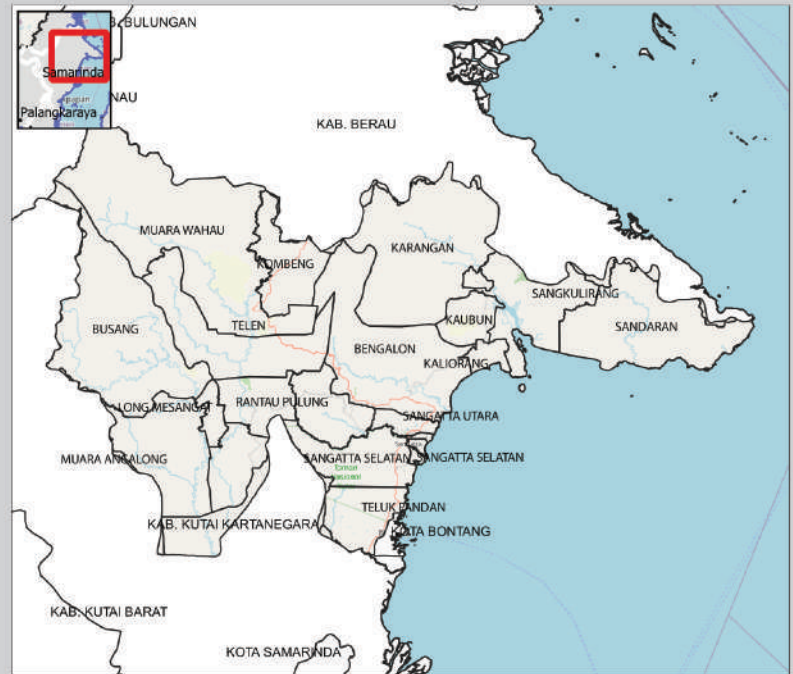 B. BULUNGAN
Samarinda
NAU
Palangkaraya
KAB. BERAU
MUARA WAHAU
KARANGAN
KOMBENG
SANGKULIRANG
KAUBUN
SANDARAN
TELEN
BUSANG
BENGALON
KALIORANG
RANTAU PULUNG
LONG MESANGAT
SANGATTA UTARA
MUARA ANCALONG
SANGATTA SELATAN
SANGATTA SELATAN
Taman
TELUK PANDAN
KAB. KUTAI KARTANEGARA
KOTA BONTANG
KAB. KUTAI BARAT
KOTA SAMARINDA